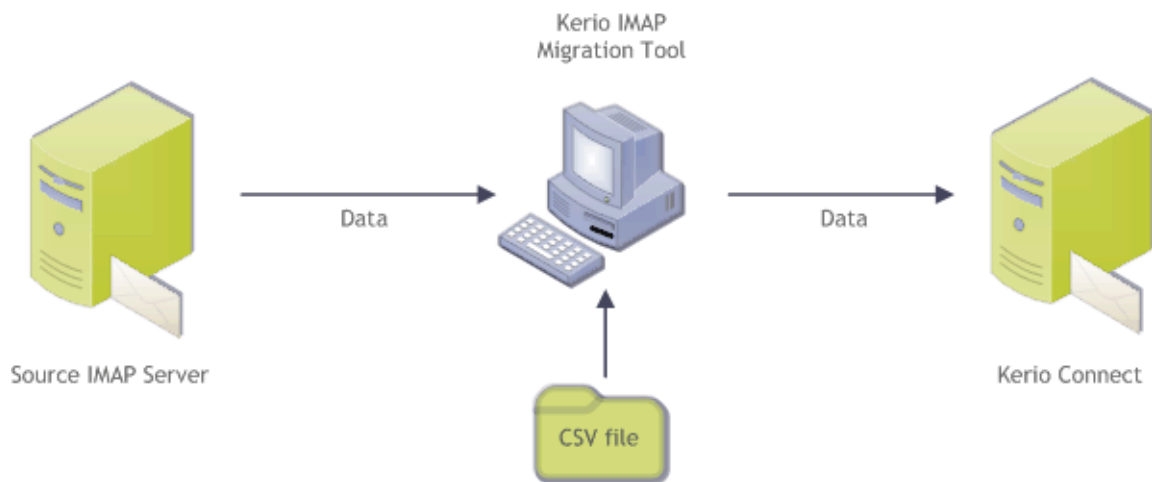 Kerio IMAP
Migration Tool
Data
Data
Source IMAP Server
Kerio Connect
CSV file